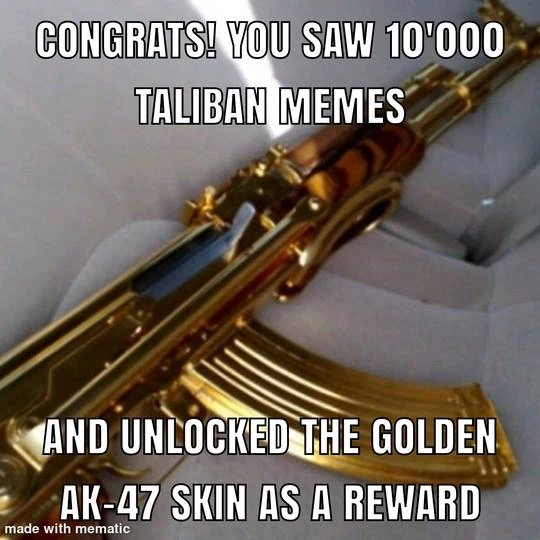 CONGRATS! YOU SAW 10'000
TALIBAN MEMES
AND UNLOCKED THE GOLDEN
AK-47 SKIN AS A REWARD
made with mematic